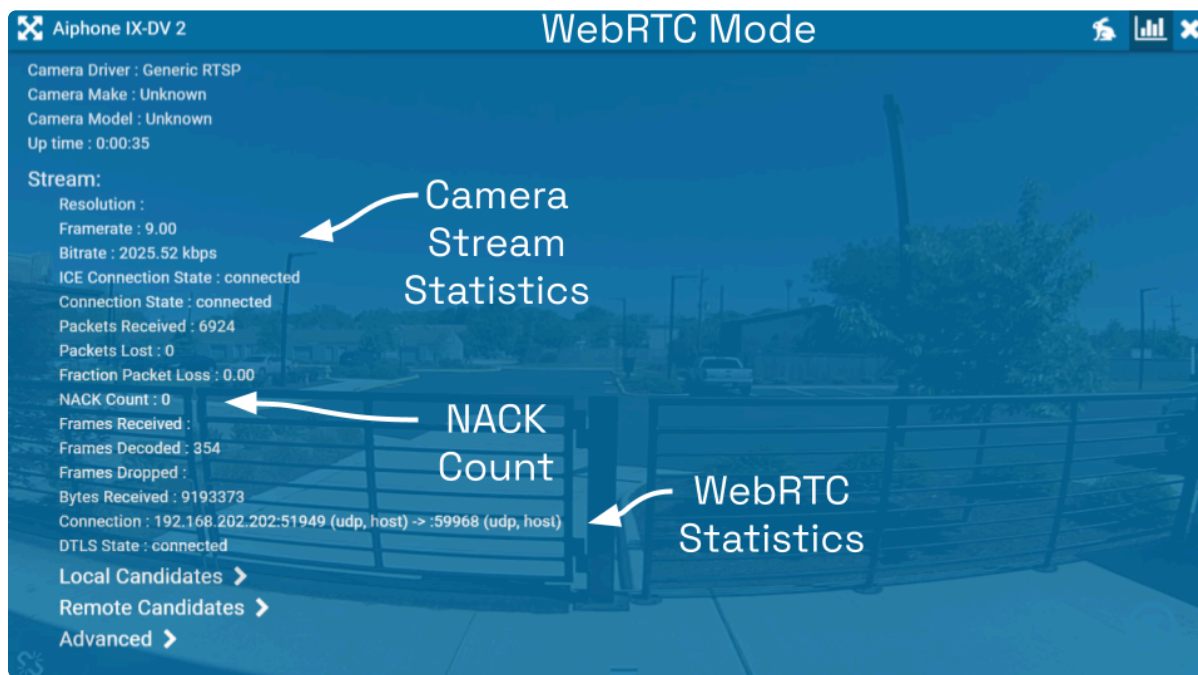 Aiphone IX-DV 2
WebRTC Mode
Camera Driver : Generic RTSP
Camera Make : Unknown
Camera Model : Unknown
Up time : 0:00:35
Stream:
Resolution :
Framerate : 9.00
Bitrate : 2025.52 kbps
ICE Connection State : connected
Connection State : connected
Packets Received : 6924
Packets Lost : 0
Fraction Packet Loss : 0.00
NACK Count : 0
Frames Received :
Frames Decoded : 354
Frames Dropped :
Bytes Received : 9193373
Connection : 192.168.202.202:51949 (udp, host) -> :59968 (udp, host)
DTLS State : connected
Local Candidates
Remote Candidates
Advanced
Camera
Stream
Statistics
NACK
Count
WebRTC
Statistics